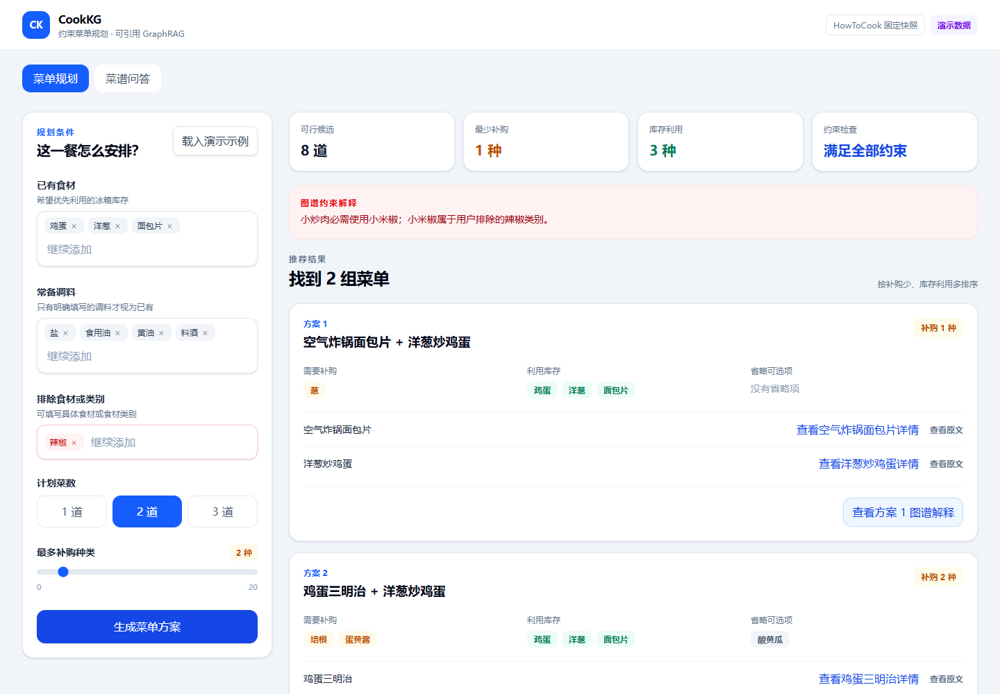 CK
CookKG
约束菜单规划 · 可引用 GraphRAG
HowToCook 固定快照
演示数据
菜单规划
菜谱问答
规划条件
这一餐怎么安排?
载入演示示例
已有食材
希望优先利用的冰箱库存
鸡蛋 × 洋葱 × 面包片 ×
继续添加
常备调料
只有明确填写的调料才视为已有
盐 × 食用油 × 黄油 × 料酒 ×
继续添加
排除食材或类别
可填写具体食材或食材类别
辣椒 × 继续添加
计划菜数
1 道 2 道 3 道
最多补购种类 2 种
0 20
生成菜单方案
可行候选
8 道
最少补购
1 种
库存利用
3 种
约束检查
满足全部约束
图谱约束解释
小炒肉必需使用小米椒；小米椒属于用户排除的辣椒类别。
推荐结果
找到 2 组菜单
按补购少、库存利用多排序
方案 1
空气炸锅面包片 + 洋葱炒鸡蛋
补购 1 种
需要补购
葱
利用库存
鸡蛋 洋葱 面包片
省略可选项
没有省略项
空气炸锅面包片 查看空气炸锅面包片详情 查看原文
洋葱炒鸡蛋 查看洋葱炒鸡蛋详情 查看原文
查看方案 1 图谱解释
方案 2
鸡蛋三明治 + 洋葱炒鸡蛋
补购 2 种
需要补购
培根 蛋黄酱
利用库存
鸡蛋 洋葱 面包片
省略可选项
酸黄瓜
鸡蛋三明治 查看鸡蛋三明治详情 查看原文